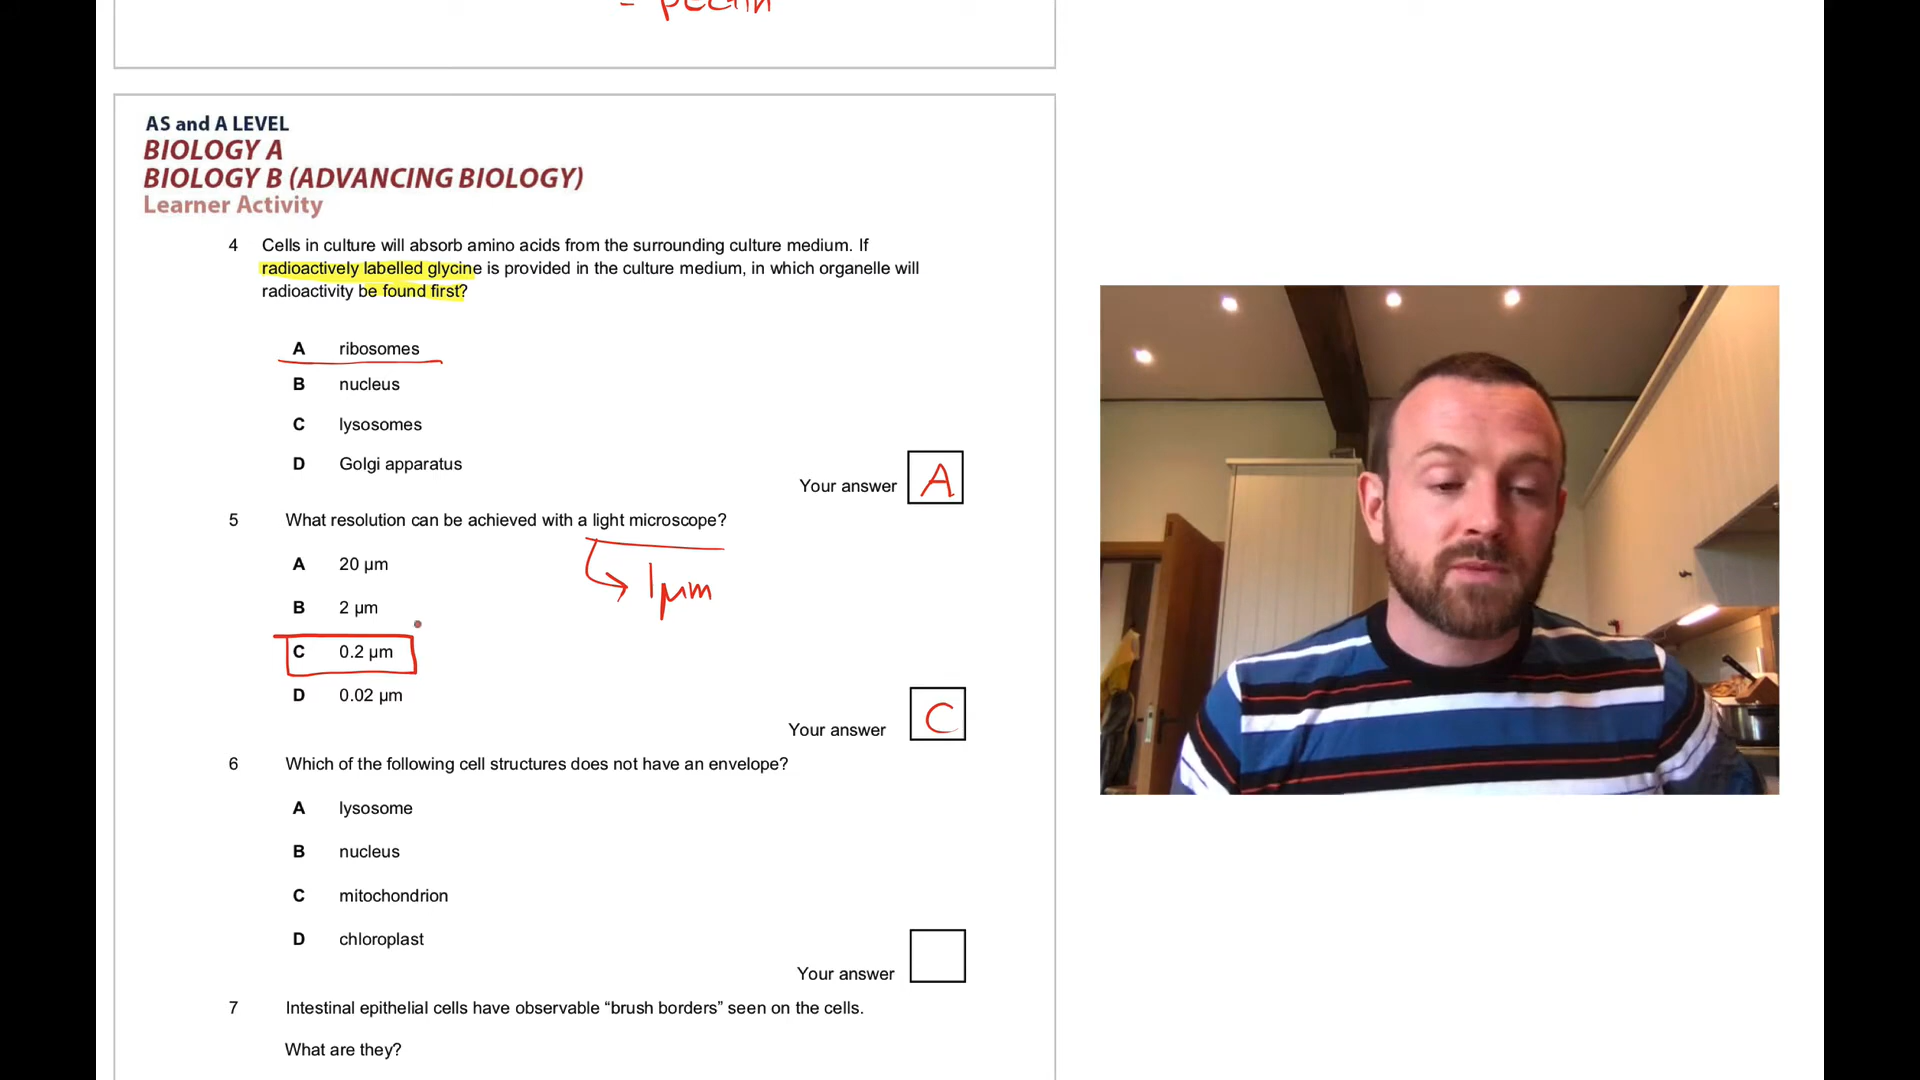 = pectin
AS and A LEVEL
BIOLOGY A
BIOLOGY B (ADVANCING BIOLOGY)
Learner Activity
4 Cells in culture will absorb amino acids from the surrounding culture medium. If
radioactively labelled glycine is provided in the culture medium, in which organelle will
radioactivity be found first?
A ribosomes
B nucleus
C lysosomes
D Golgi apparatus
Your answer A
5 What resolution can be achieved with a light microscope?
A 20 µm
1µm
B 2 µm
C 0.2 µm
D 0.02 µm
Your answer C
6 Which of the following cell structures does not have an envelope?
A lysosome
B nucleus
C mitochondrion
D chloroplast
Your answer
7 Intestinal epithelial cells have observable “brush borders” seen on the cells.
What are they?